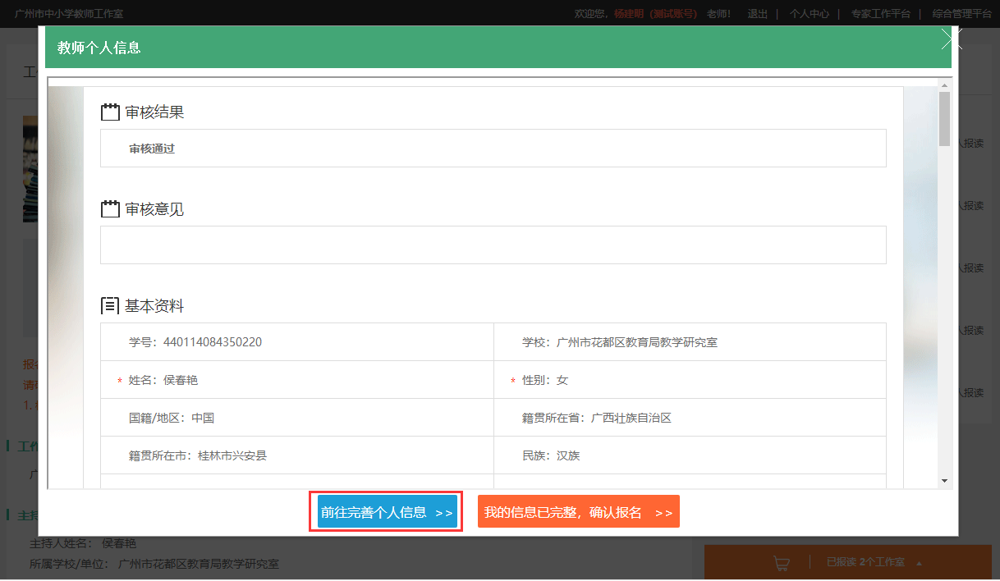 广州市中小学教师工作室
欢迎您, 杨建明 (测试账号) 老师! 退出 | 个人中心 | 专家工作平台 | 综合管理平台
教师个人信息
审核结果
审核通过
人报读
人报读
审核意见
人报读
基本资料
人报读
学号：440114084350220 学校：广州市花都区教育局教学研究室
* 姓名：侯春艳 * 性别：女
人报读
国籍/地区：中国 籍贯所在省：广西壮族自治区
籍贯所在市：桂林市兴安县 民族：汉族
前往完善个人信息 >> 我的信息已完整，确认报名 >>
主持人姓名： 侯春艳
所属学校/单位： 广州市花都区教育局教学研究室
已报读 2个工作室